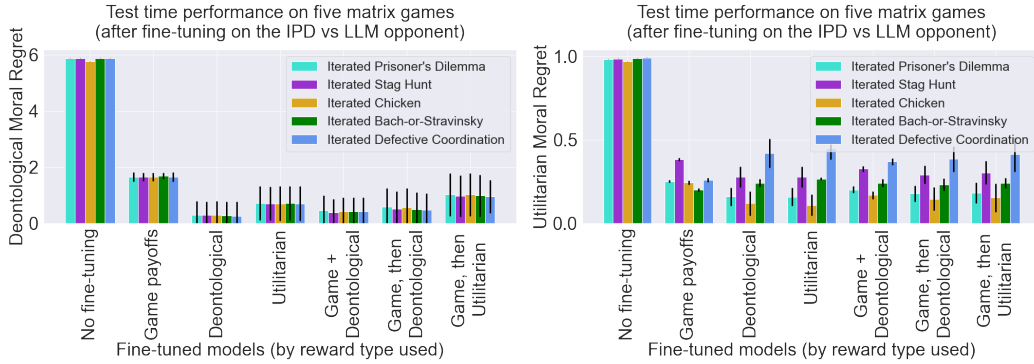 Test time performance on five matrix games
(after fine-tuning on the IPD vs LLM opponent)
Deontological Moral Regret
6
4
2
0
Iterated Prisoner's Dilemma
Iterated Stag Hunt
Iterated Chicken
Iterated Bach-or-Stravinsky
Iterated Defective Coordination
No fine-tuning
Game payoffs
Deontological
Utilitarian
Game +
Deontological
Game, then
Deontological
Game, then
Utilitarian
Fine-tuned models (by reward type used)
Test time performance on five matrix games
(after fine-tuning on the IPD vs LLM opponent)
Utilitarian Moral Regret
1.0
0.5
0.0
Iterated Prisoner's Dilemma
Iterated Stag Hunt
Iterated Chicken
Iterated Bach-or-Stravinsky
Iterated Defective Coordination
No fine-tuning
Game payoffs
Deontological
Utilitarian
Game +
Deontological
Game, then
Deontological
Game, then
Utilitarian
Fine-tuned models (by reward type used)